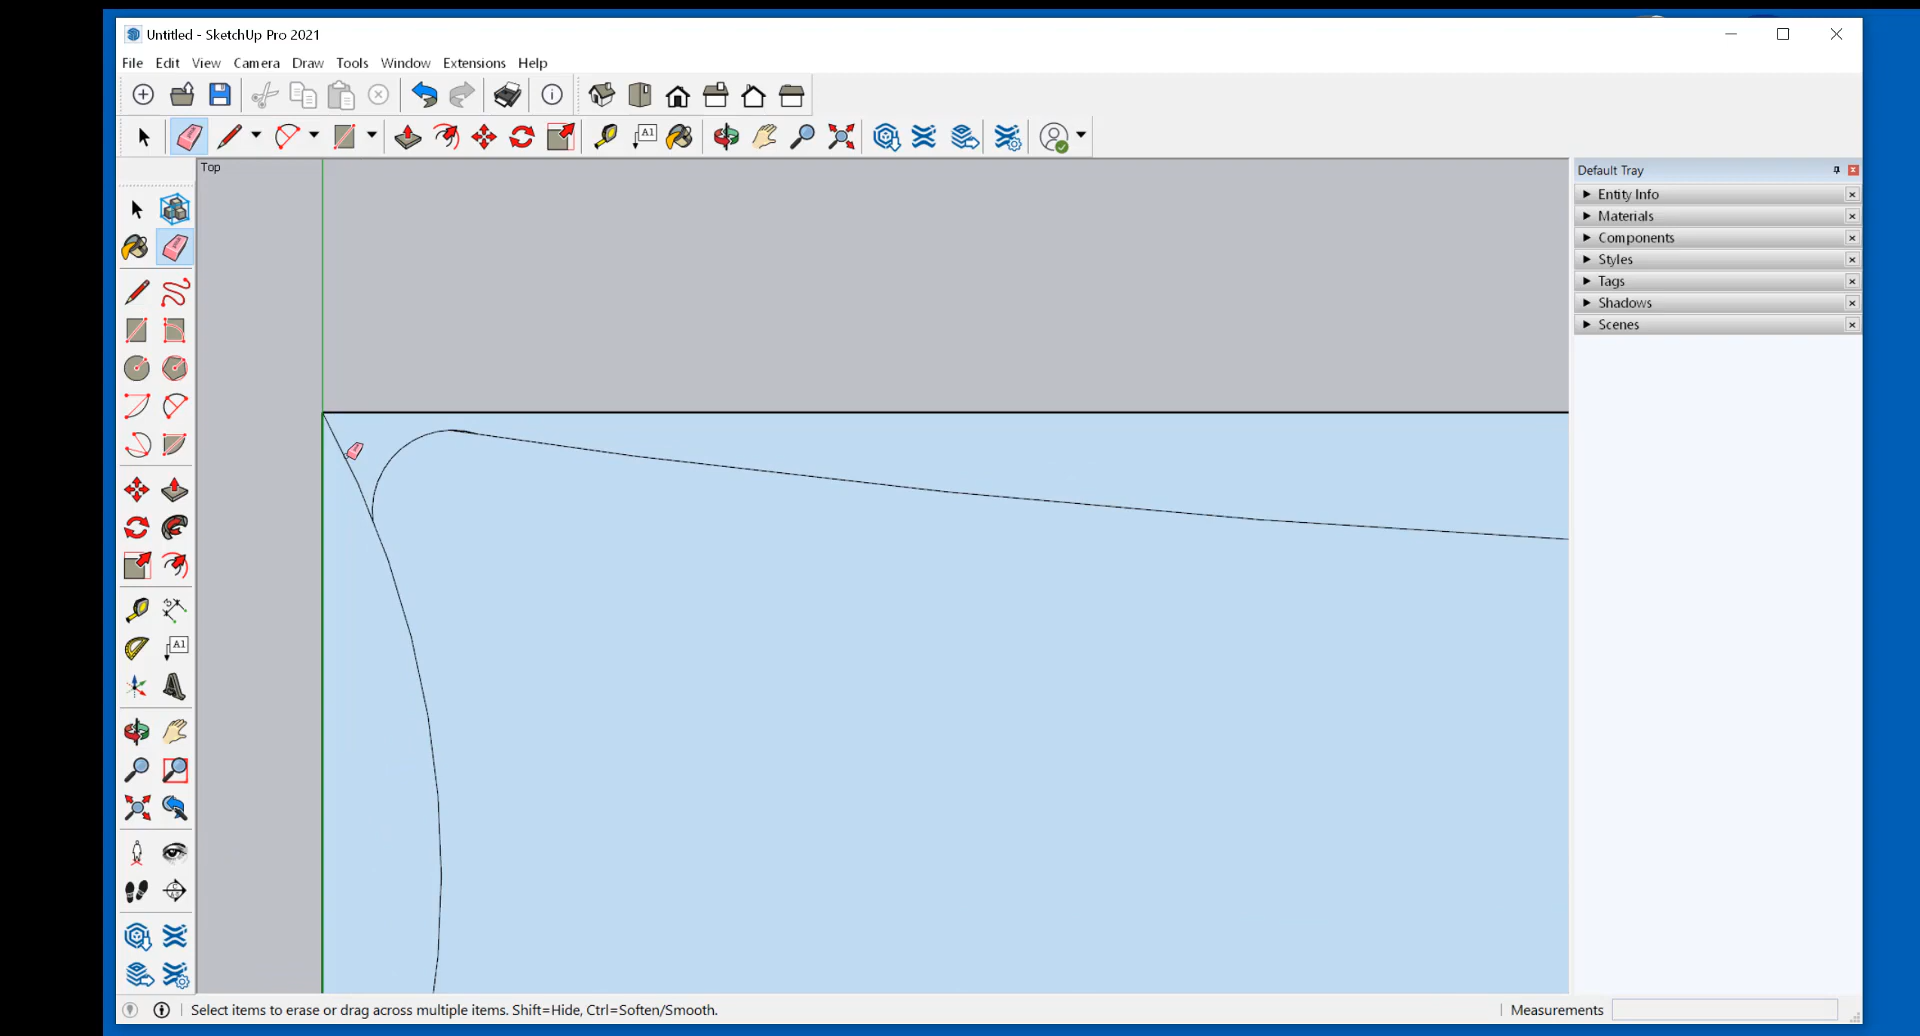 Untitled - SketchUp Pro 2021
File Edit View Camera Draw Tools Window Extensions Help
A1
Top
Default Tray
Entity Info
Materials
Components
Styles
Tags
Shadows
Scenes
A1
Select items to erase or drag across multiple items. Shift=Hide, Ctrl=Soften/Smooth.
Measurements